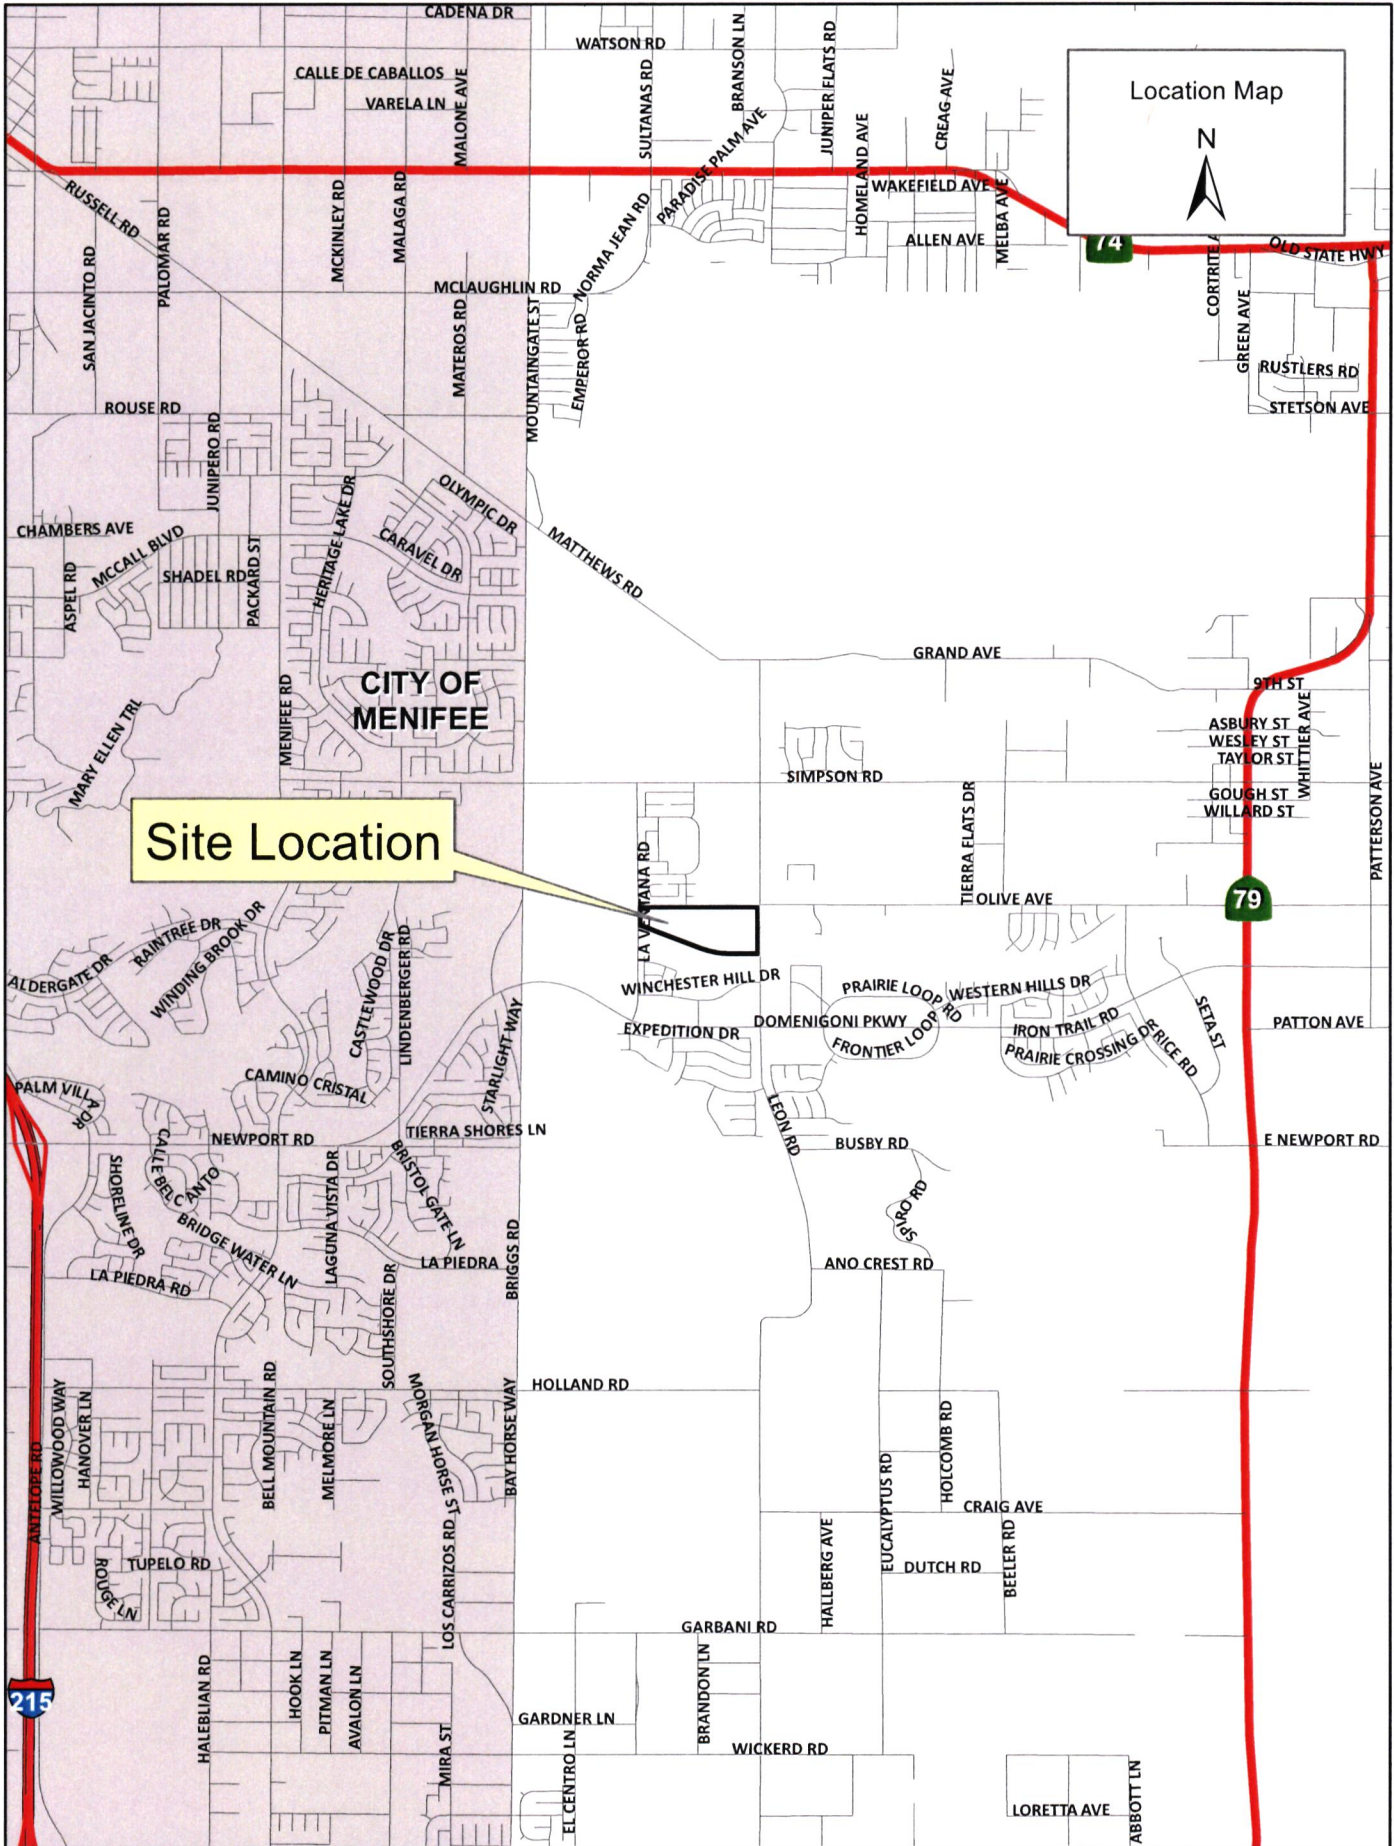 CADENA DR
WATSON RD
CALLE DE CABALLOS
VARELA LN
MALONE AVE
SULTANAS RD
BRANSON LN
JUNIPER FLATS RD
CREAG AVE
Location Map
N
PARADISE PALM AVE
HOMELAND AVE
WAKEFIELD AVE
MELBA AVE
ALLEN AVE
74
OLD STATE HWY
RUSSELL RD
PALOMAR RD
MCKINLEY RD
MALAGA RD
NORMA JEAN RD
SAN JACINTO RD
MCLAUGHLIN RD
MATEROS RD
MOUNTAINGATE ST
EMPEROR RD
CORTRITE A
GREEN AVE
RUSTLERS RD
STETSON AVE
ROUSE RD
JUNIPERO RD
HERITAGE LAKE DR
OLYMPIC DR
CHAMBERS AVE
MCCALL BLVD
CARAVEL DR
MATTHEWS RD
ASPEL RD
SHADEL RD
PACKARD ST
GRAND AVE
CITY OF
MENIFEE
MENIFEE RD
MARY ELLEN TRL
9TH ST
ASBURY ST
WESLEY ST
TAYLOR ST
WHITTIER AVE
SIMPSON RD
GOUGH ST
WILLARD ST
PATTERSON AVE
TIERRA FLATS DR
Site Location
LA VENTANA RD
OLIVE AVE
79
RAINTREE DR
WINDING BROOK DR
ALDERGATE DR
CASTLEWOOD DR
LINDENBERGER RD
WINCHESTER HILL DR
PRAIRIE LOOP RD
WESTERN HILLS DR
STARLIGHT WAY
EXPEDITION DR
DOMENIGONI PKWY
FRONTIER LOOP
IRON TRAIL RD
PRAIRIE CROSSING DR
RICE RD
SETA ST
PATTON AVE
PALM VILLA DR
CAMINO CRISTAL
NEWPORT RD
TIERRA SHORES LN
LEON RD
BUSBY RD
E NEWPORT RD
CALLE BEL CANTO
SHORELINE DR
LAGUNA VISTA DR
BRISTOL GATE LN
BRIDGE WATER LN
SPIRO RD
LA PIEDRA
BRIGGS RD
LA PIEDRA RD
SOUTHSHORE DR
ANO CREST RD
HOLLAND RD
ANTELOPE RD
WILLOWOOD WAY
HANOVER LN
BELL MOUNTAIN RD
MELMORE LN
MORGAN HORSE ST
BAY HORSE WAY
EUCALYPTUS RD
HOLCOMB RD
CRAIG AVE
TUPELO RD
ROUGE LN
LOS CARRIZOS RD
HALBERG AVE
DUTCH RD
BEELER RD
GARBANI RD
215
HALEBLIAN RD
HOOK LN
PITMAN LN
AVALON LN
MIRA ST
GARDNER LN
EL CENTRO LN
BRANDON LN
WICKERD RD
LORETTA AVE
ABBOTT LN